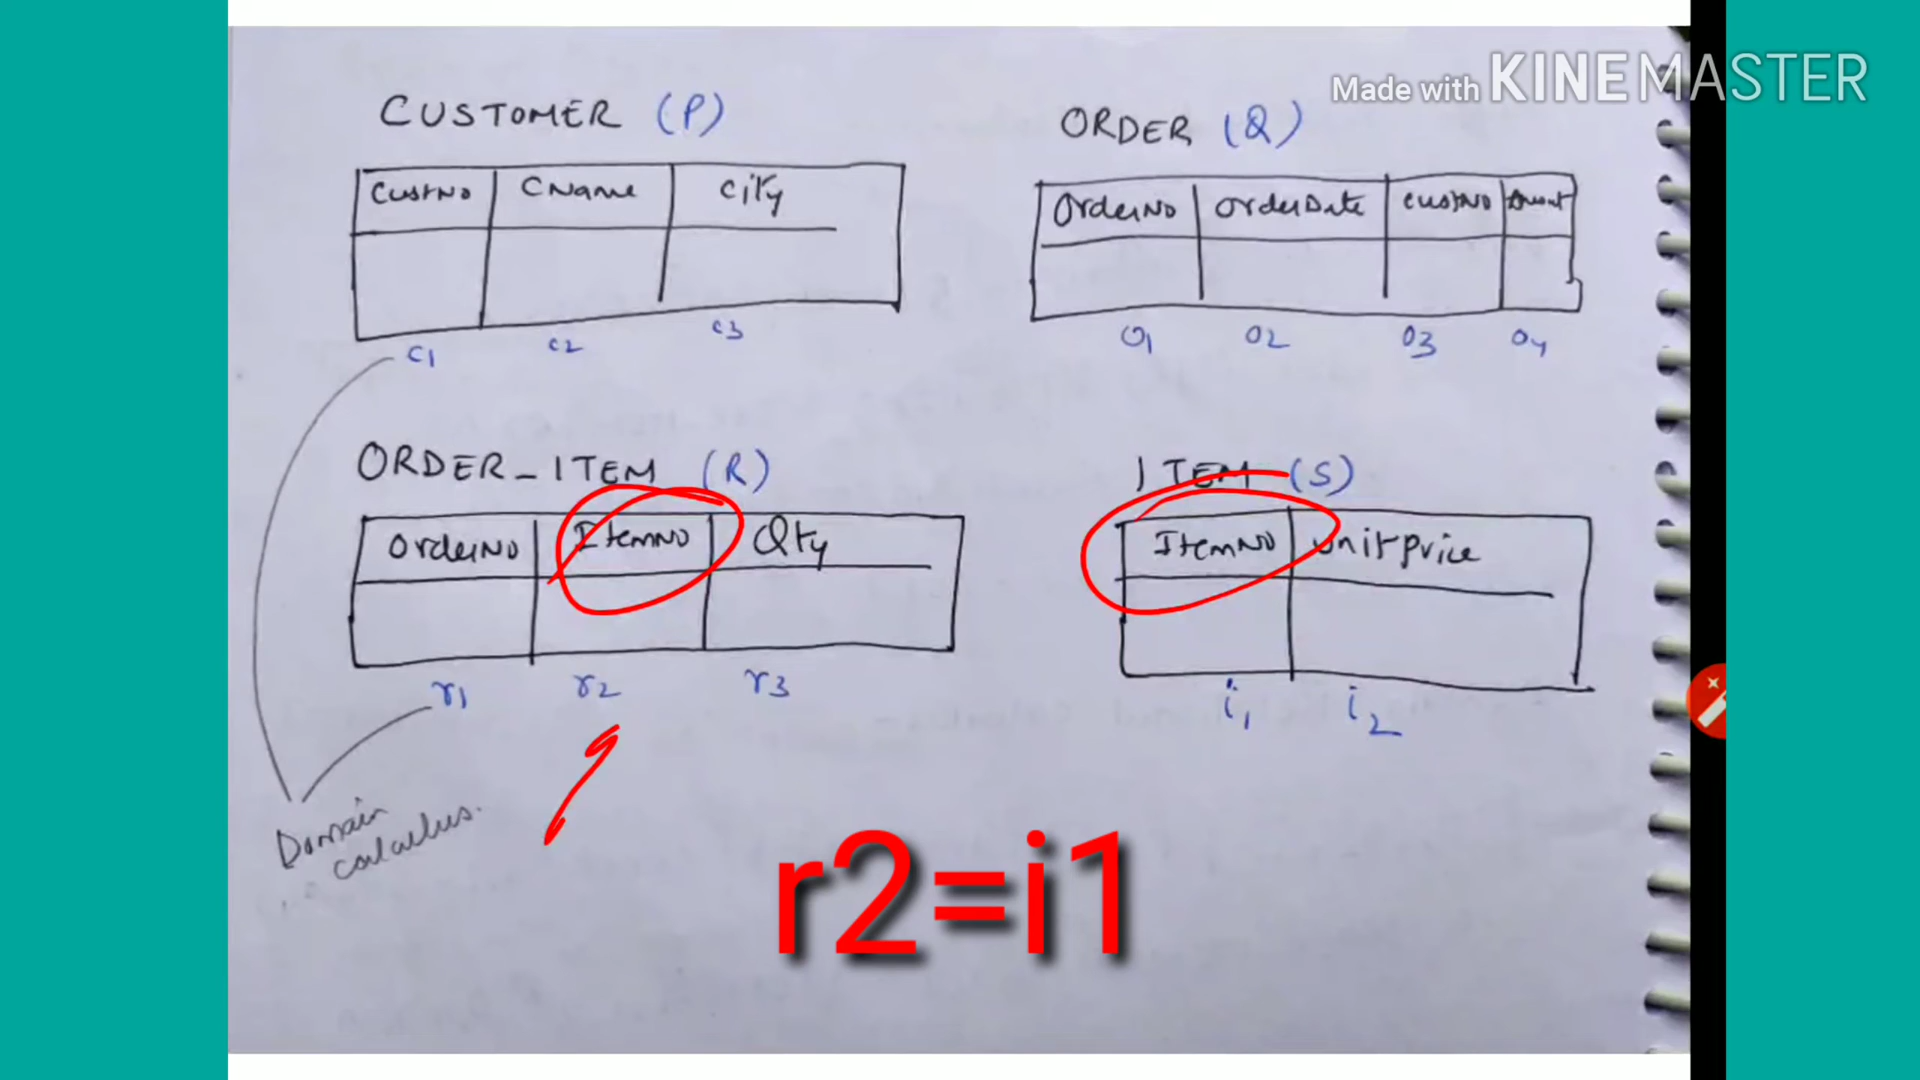 Made with KINEMASTER
CUSTOMER (P)
CustNo CName City
c1 c2 c3
ORDER (Q)
OrderNo OrderDate CustNo
o1 o2 o3 o4
ORDER_ITEM (R)
OrderNo ItemNo Qty
r1 r2 r3
ITEM (S)
ItemNo unitprice
i1 i2
Domain
calculus.
r2=i1